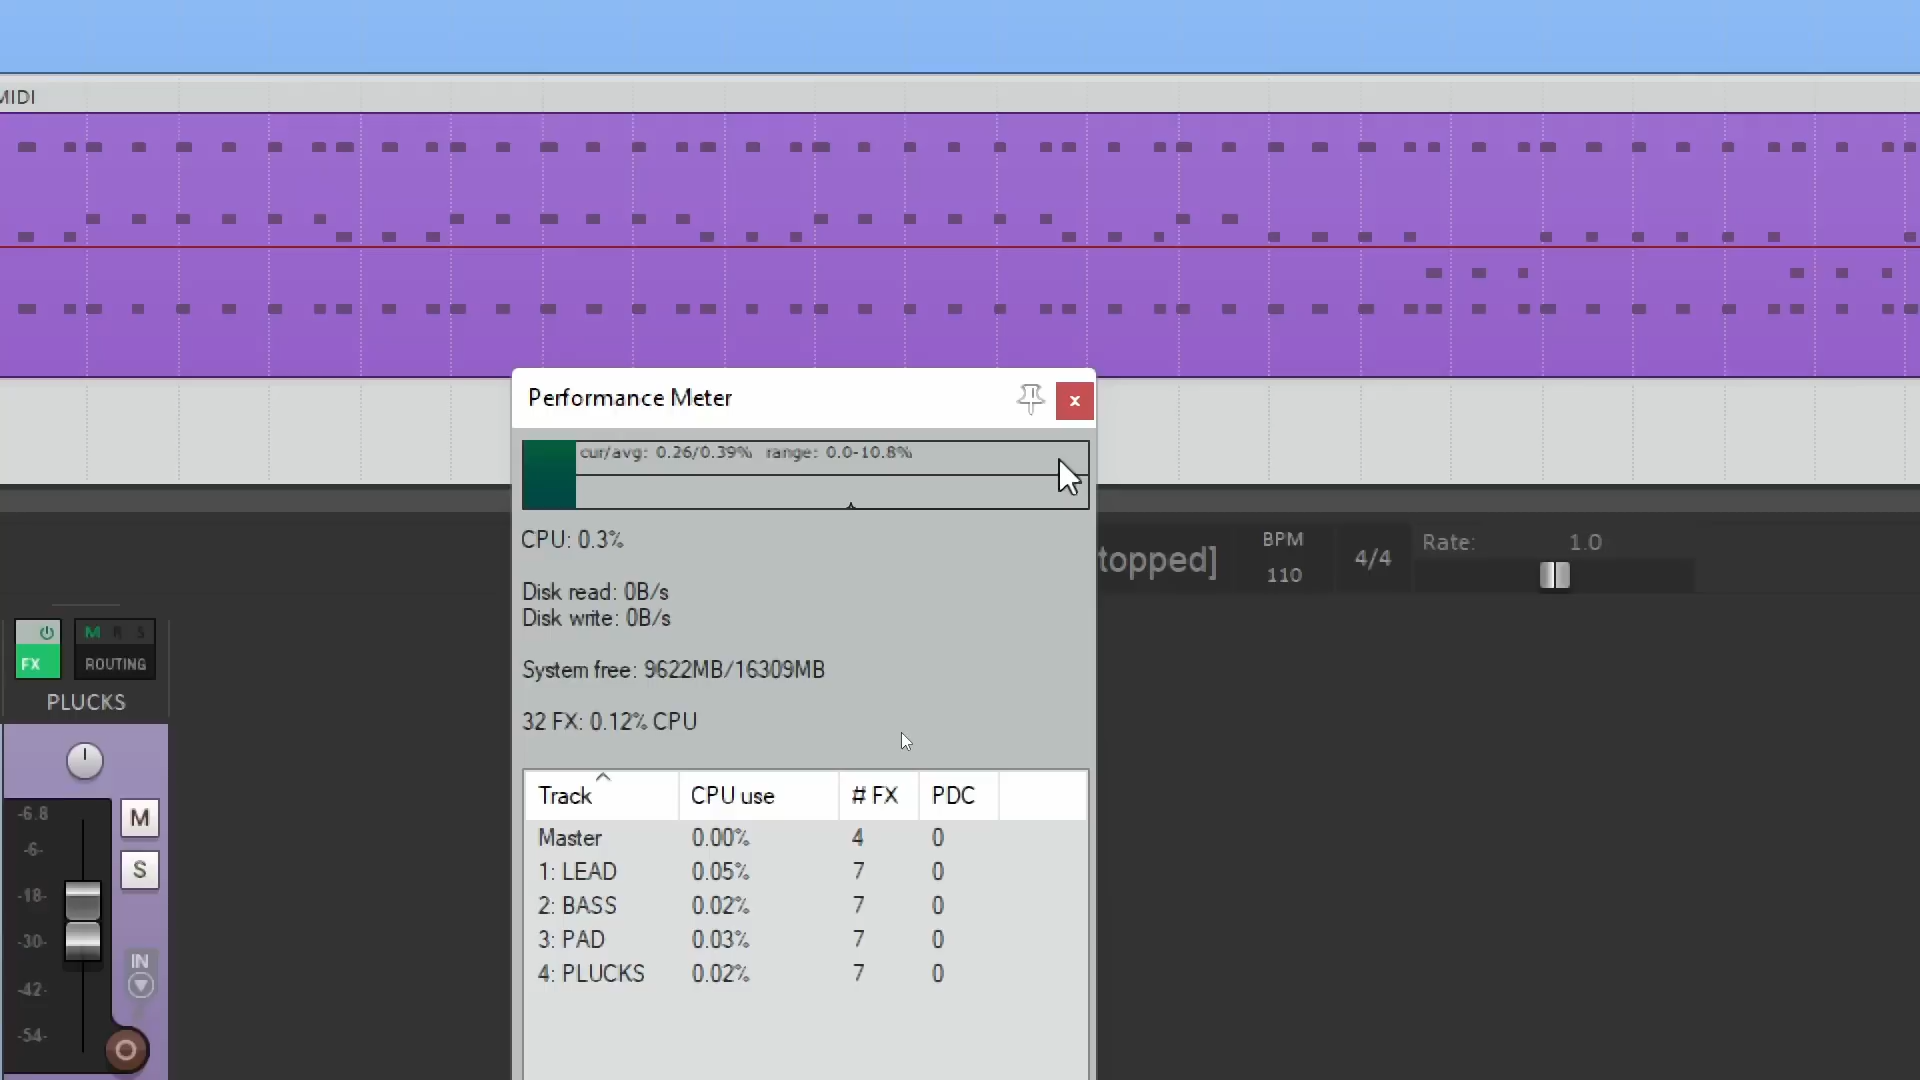 MIDI
Performance Meter
x
cur/avg: 0.26/0.39% range: 0.0-10.8%
CPU: 0.3%
Disk read: 0B/s
Disk write: 0B/s
System free: 9622MB/16309MB
32 FX: 0.12% CPU
Track CPU use # FX PDC
Master 0.00% 4 0
1: LEAD 0.05% 7 0
2: BASS 0.02% 7 0
3: PAD 0.03% 7 0
4: PLUCKS 0.02% 7 0
topped]
BPM
110
4/4
Rate: 1.0
FX
M R S
ROUTING
PLUCKS
-6.8
-6-
-18-
-30-
-42-
-54-
M
S
IN